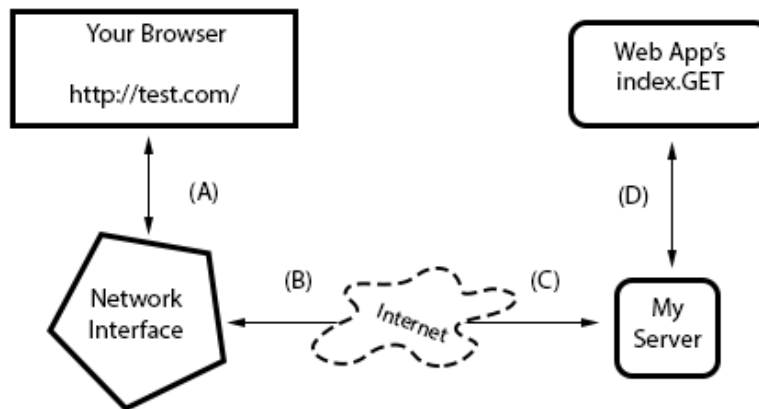 Your Browser
http://test.com/
Web App's
index.GET
(A)
(D)
(B)
(C)
Network
Interface
Internet
My
Server